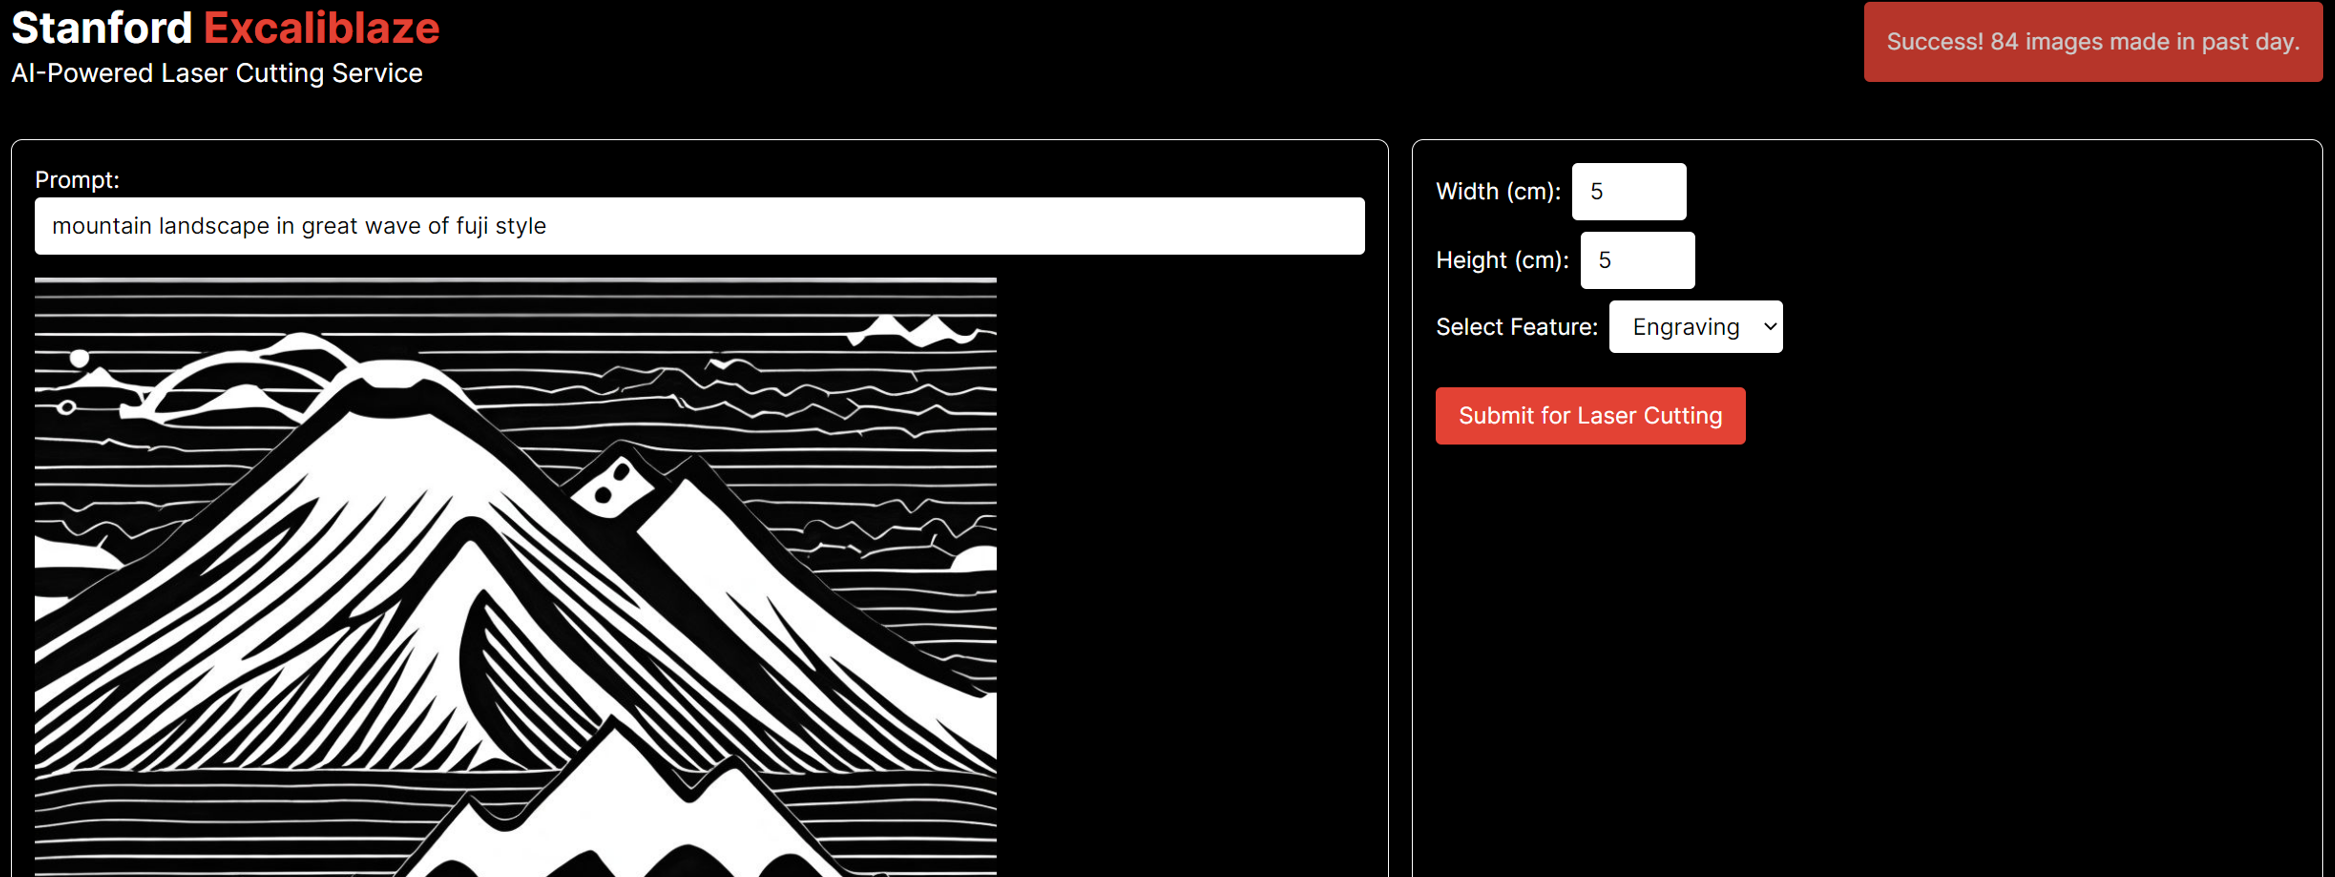 Stanford Excaliblaze
AI-Powered Laser Cutting Service
Success! 84 images made in past day.
Prompt:
mountain landscape in great wave of fuji style
Width (cm): 5
Height (cm): 5
Select Feature: Engraving
Submit for Laser Cutting